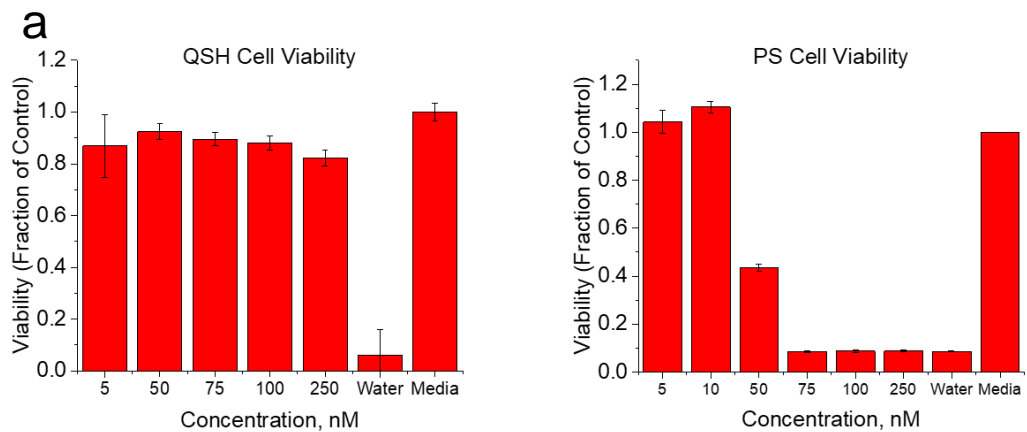 a
QSH Cell Viability
Viability (Fraction of Control)
1.2
1.0
0.8
0.6
0.4
0.2
0.0
5 50 75 100 250 Water Media
Concentration, nM
PS Cell Viability
Viability (Fraction of Control)
1.2
1.0
0.8
0.6
0.4
0.2
0.0
5 10 50 75 100 250 Water Media
Concentration, nM